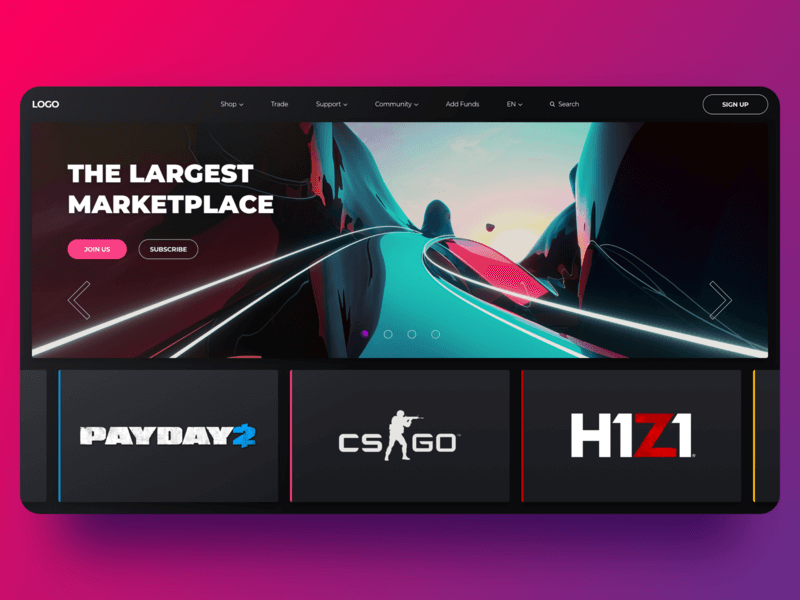 LOGO Shop Trade Support Community Add Funds EN Search SIGN UP
THE LARGEST
MARKETPLACE
JOIN US SUBSCRIBE
PAYDAY2 CS GO H1Z1